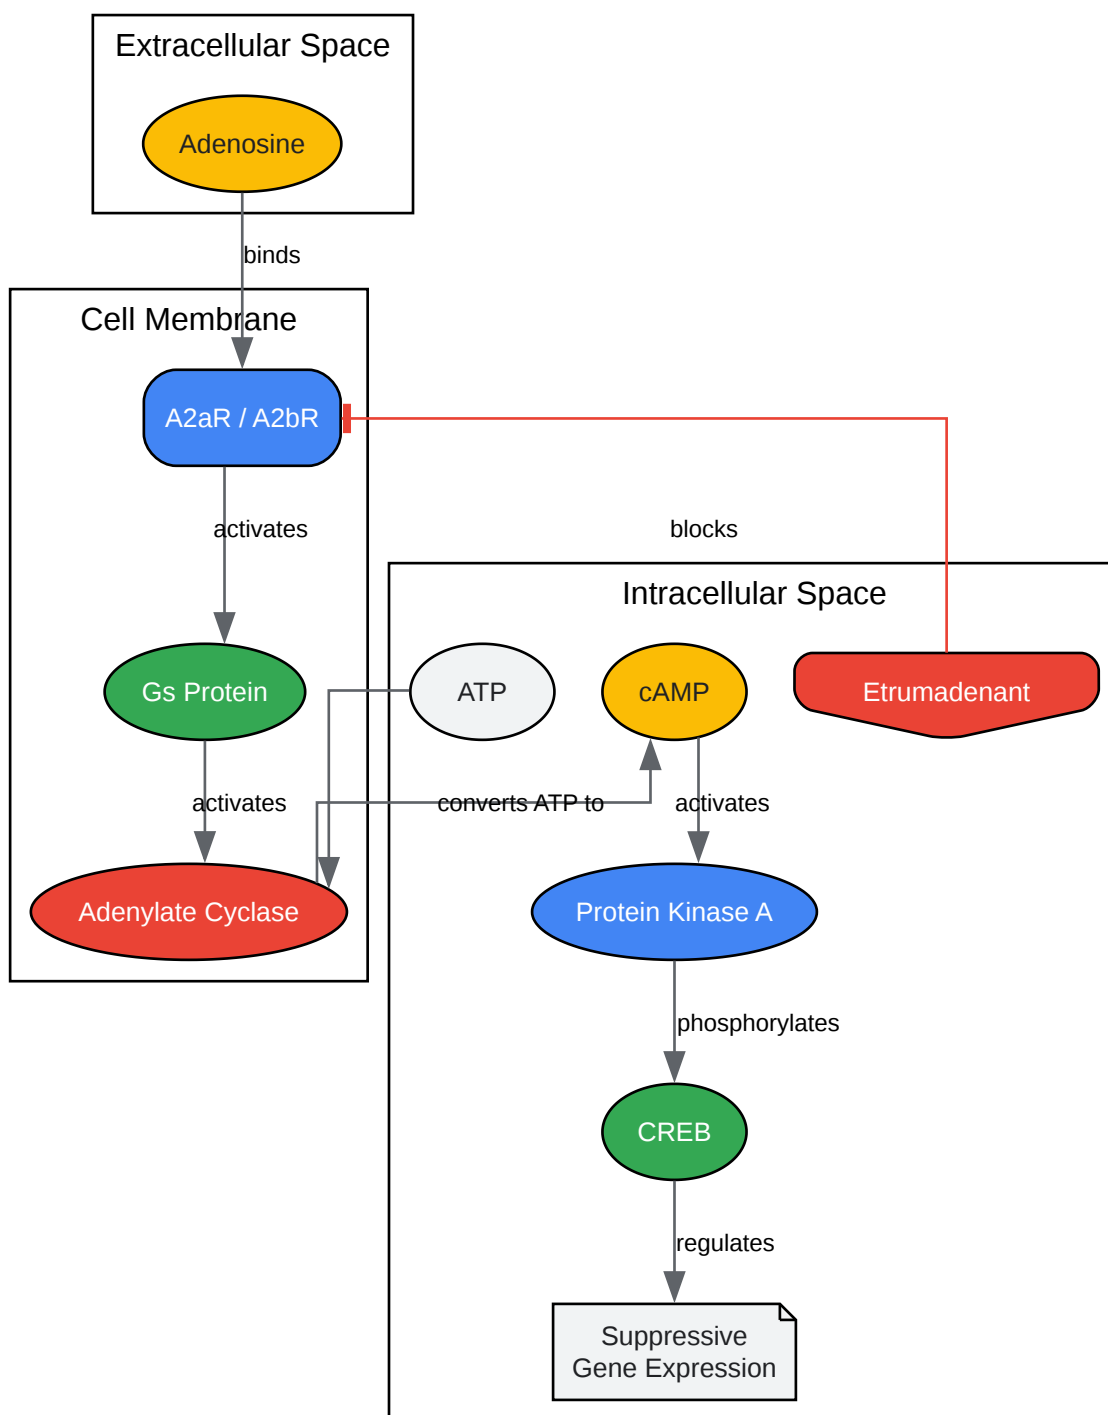 Extracellular Space
Adenosine
binds
Cell Membrane
A2aR / A2bR
activates
blocks
Intracellular Space
Gs Protein
ATP
cAMP
Etrumadenant
activates
converts ATP to
activates
Adenylate Cyclase
Protein Kinase A
phosphorylates
CREB
regulates
Suppressive
Gene Expression